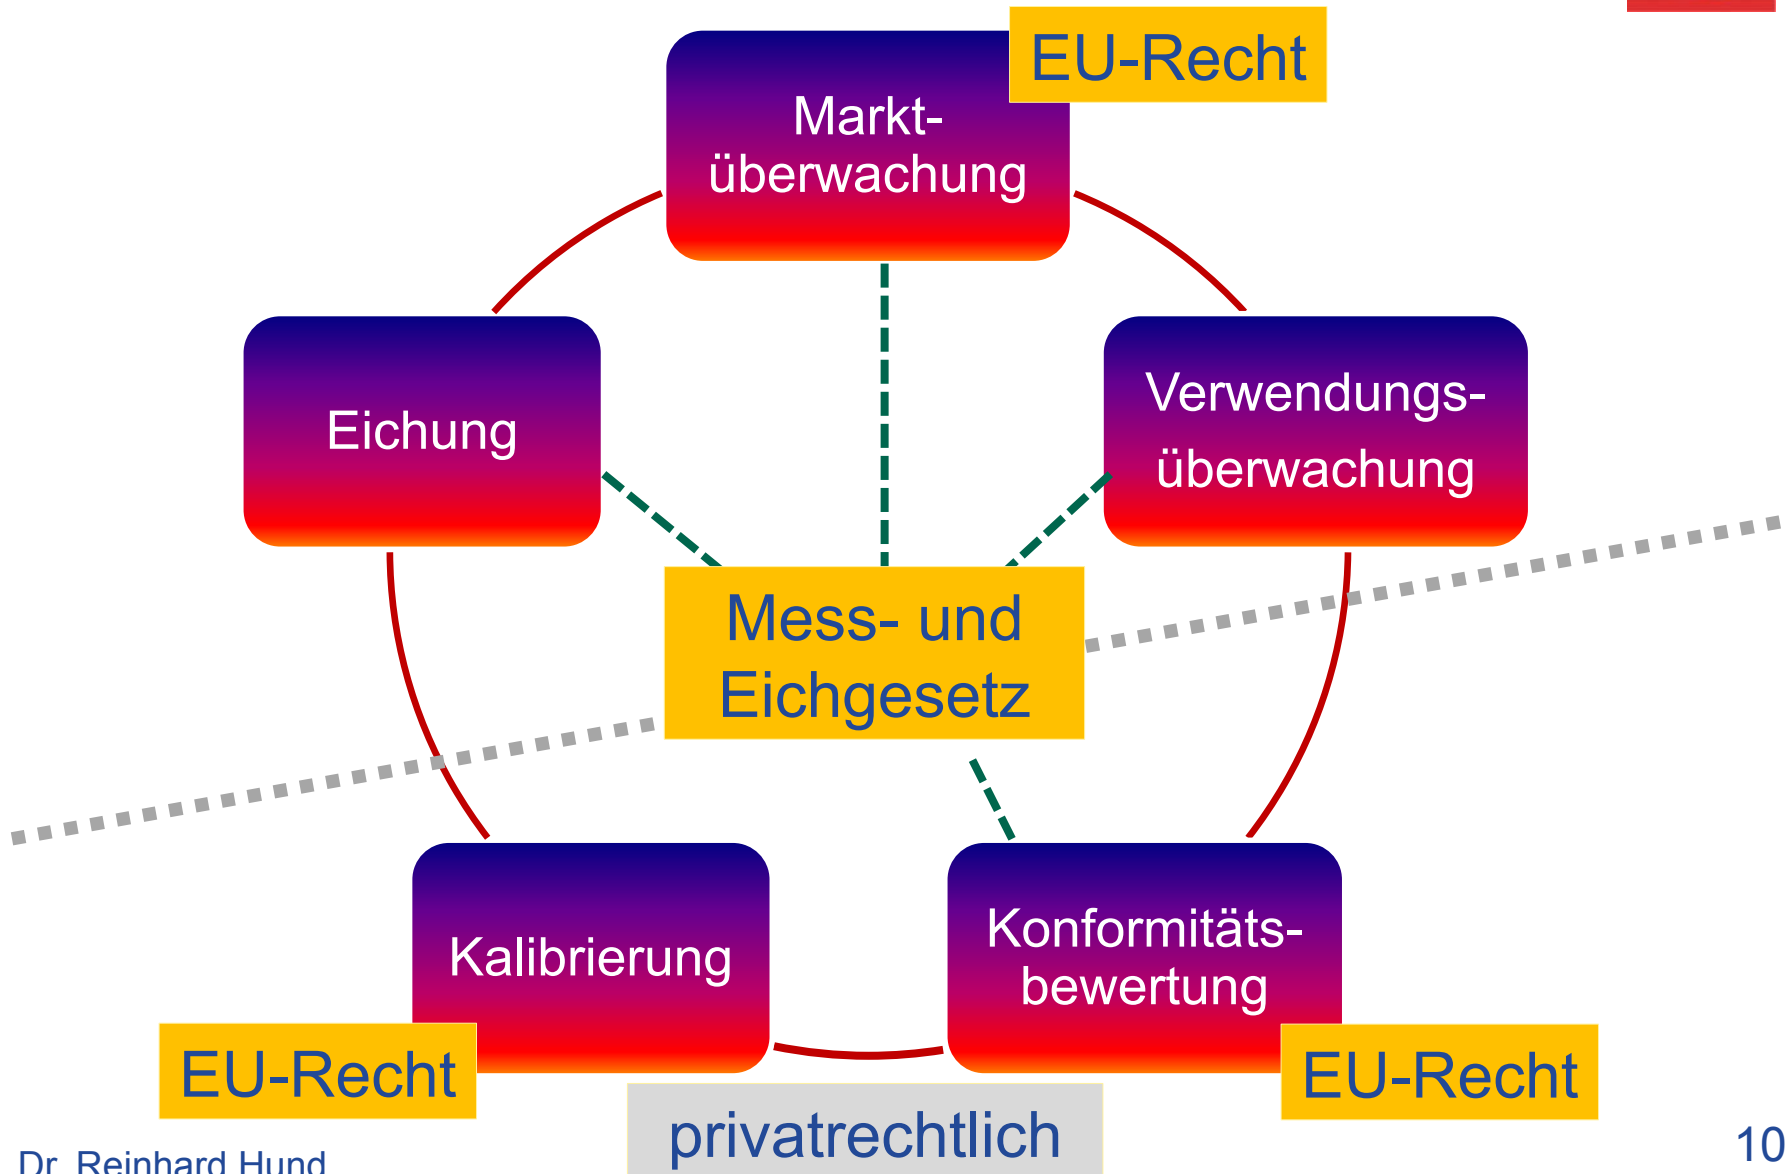 EU-Recht
Markt-
überwachung
Eichung
Verwendungs-
überwachung
Mess- und
Eichgesetz
Kalibrierung
Konformitäts-
bewertung
EU-Recht
EU-Recht
privatrechtlich
Dr. Reinhard Hund
10